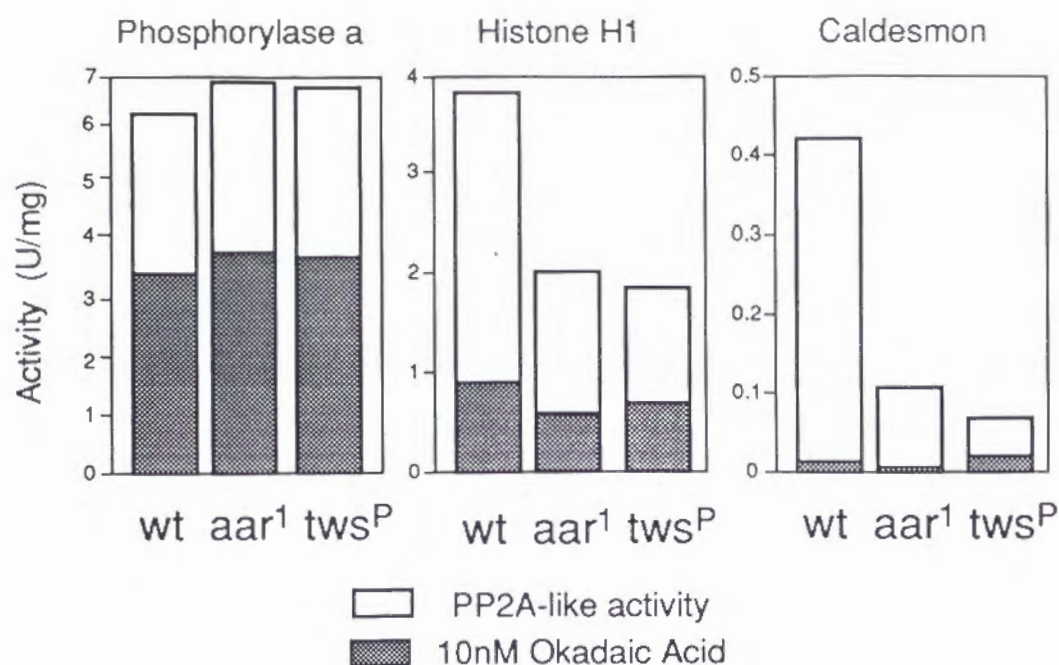 Phosphorylase a
Histone H1
Caldesmon
Activity (U/mg)
7
6
5
4
3
2
1
0
4
3
2
1
0
0.5
0.4
0.3
0.2
0.1
0
wt aar¹ twsᴾ
wt aar¹ twsᴾ
wt aar¹ twsᴾ
PP2A-like activity
10nM Okadaic Acid